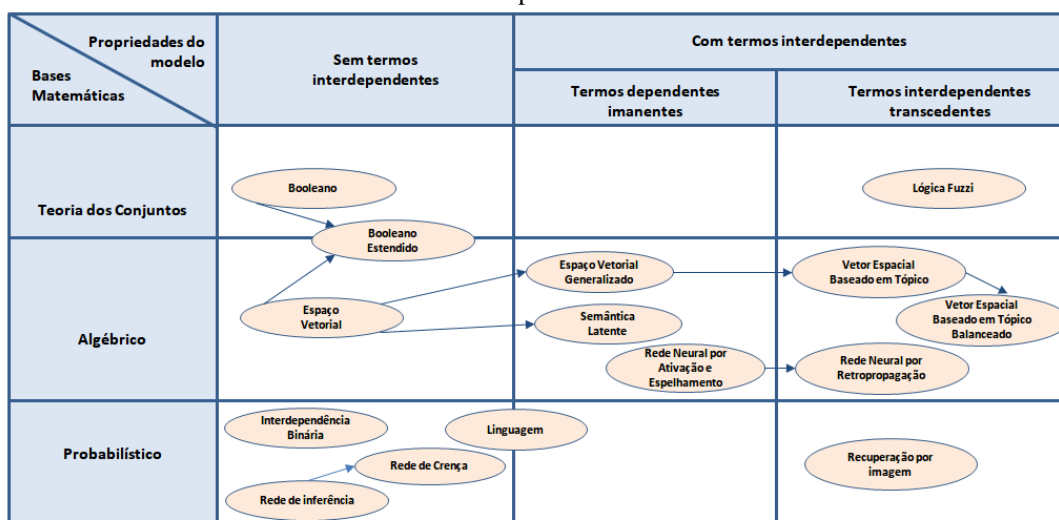 Propriedades do
modelo
Bases
Matemáticas
Sem termos
interdependentes
Com termos interdependentes
Termos dependentes
imanentes
Termos interdependentes
transcedentes
Teoria dos Conjuntos
Booleano
Booleano
Estendido
Lógica Fuzzi
Algébrico
Espaço
Vetorial
Espaço Vetorial
Generalizado
Semântica
Latente
Rede Neural por
Ativação e
Espelhamento
Vetor Espacial
Baseado em Tópico
Vetor Espacial
Baseado em Tópico
Balanceado
Rede Neural por
Retropropagação
Probabilístico
Interdependência
Binária
Linguagem
Rede de Crença
Rede de inferência
Recuperação por
imagem